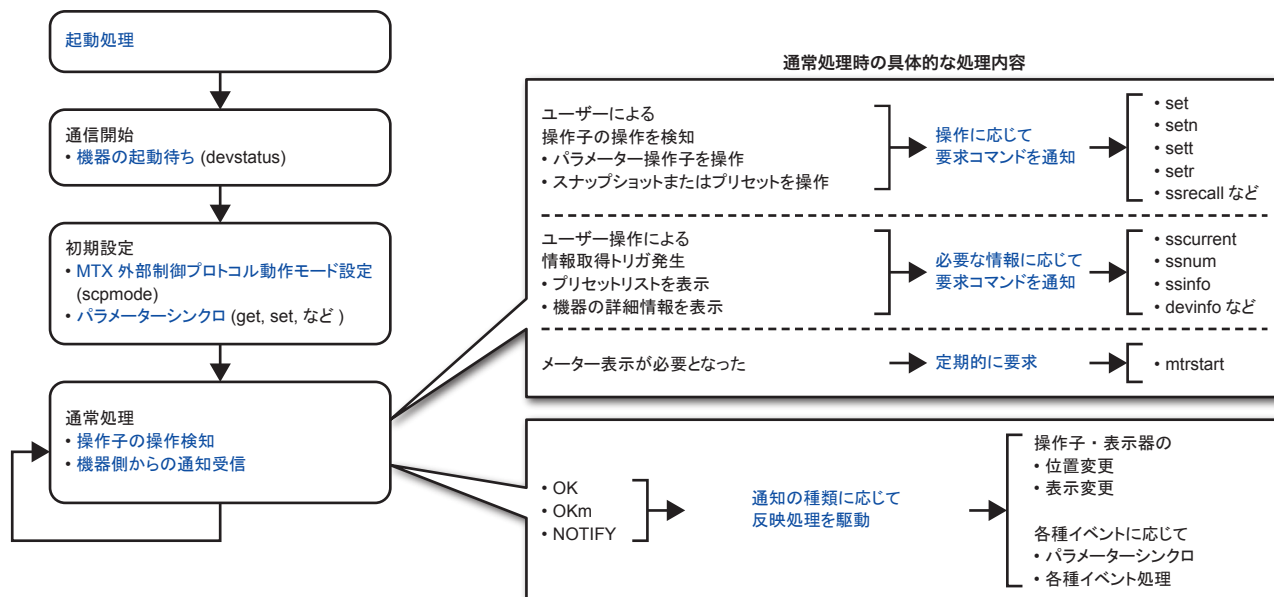 起動処理
通信開始
• 機器の起動待ち (devstatus)
初期設定
• MTX 外部制御プロトコル動作モード設定
(scpmode)
• パラメーターシンクロ (get, set, など )
通常処理
• 操作子の操作検知
• 機器側からの通知受信
通常処理時の具体的な処理内容
ユーザーによる
操作子の操作を検知
• パラメーター操作子を操作
• スナップショットまたはプリセットを操作
操作に応じて
要求コマンドを通知
• set
• setn
• sett
• setr
• ssrecall など
ユーザー操作による
情報取得トリガ発生
• プリセットリストを表示
• 機器の詳細情報を表示
必要な情報に応じて
要求コマンドを通知
• sscurrent
• ssnum
• ssinfo
• devinfo など
メーター表示が必要となった
定期的に要求
• mtrstart
• OK
• OKm
• NOTIFY
通知の種類に応じて
反映処理を駆動
操作子・表示器の
• 位置変更
• 表示変更
各種イベントに応じて
• パラメーターシンクロ
• 各種イベント処理